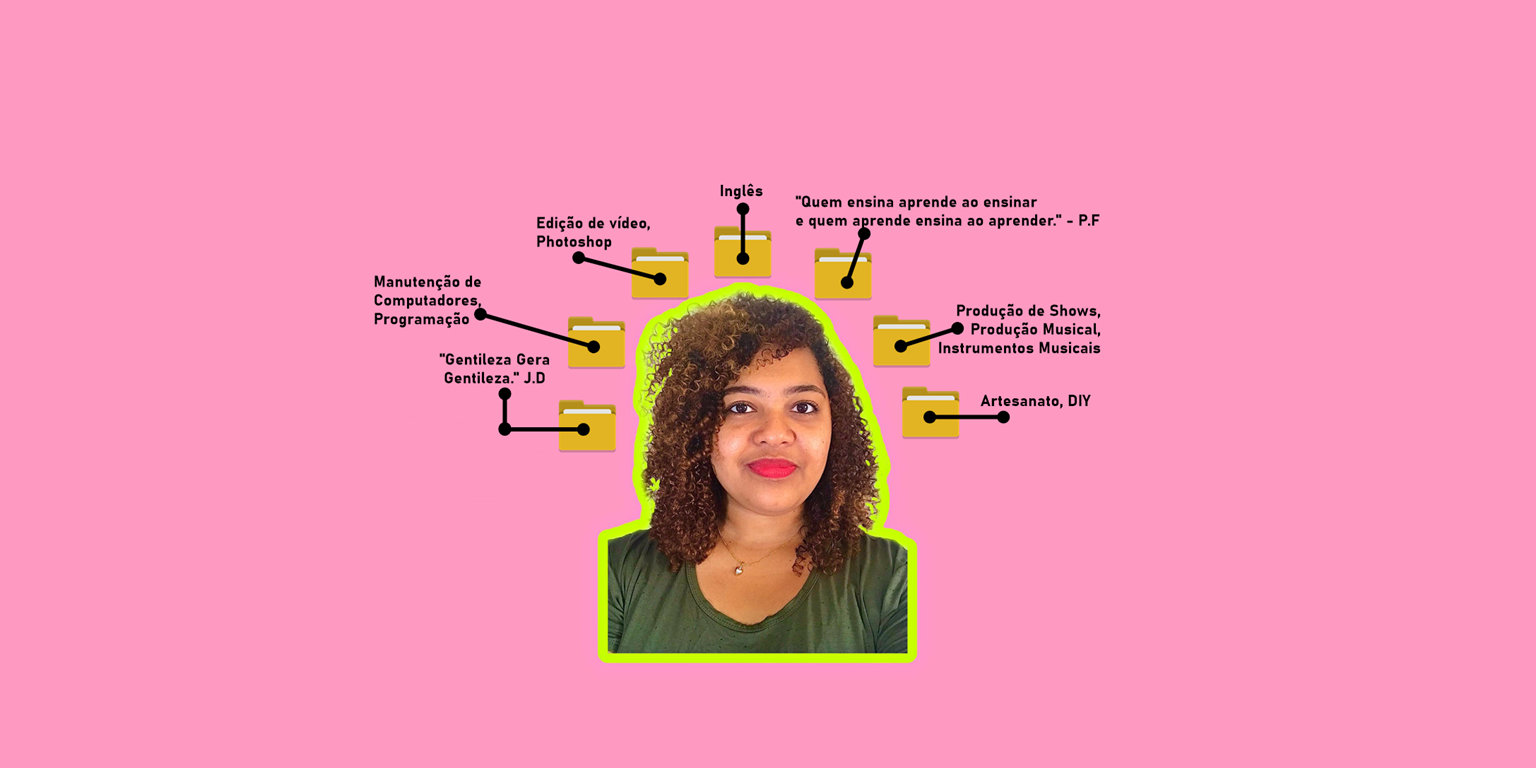 Inglês
"Quem ensina aprende ao ensinar
e quem aprende ensina ao aprender." - P.F
Edição de vídeo,
Photoshop
Manutenção de
Computadores,
Programação
Produção de Shows,
Produção Musical,
Instrumentos Musicais
"Gentileza Gera
Gentileza." J.D
Artesanato, DIY